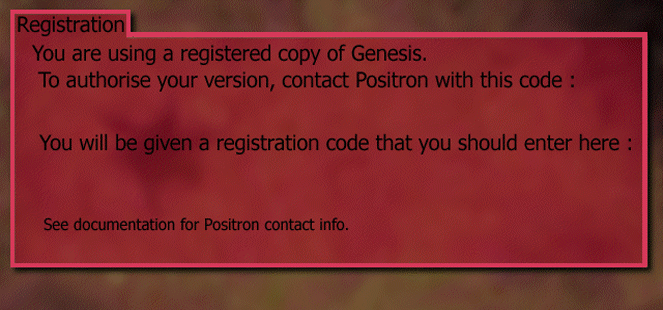 Registration
You are using a registered copy of Genesis.
To authorise your version, contact Positron with this code :
You will be given a registration code that you should enter here :
See documentation for Positron contact info.